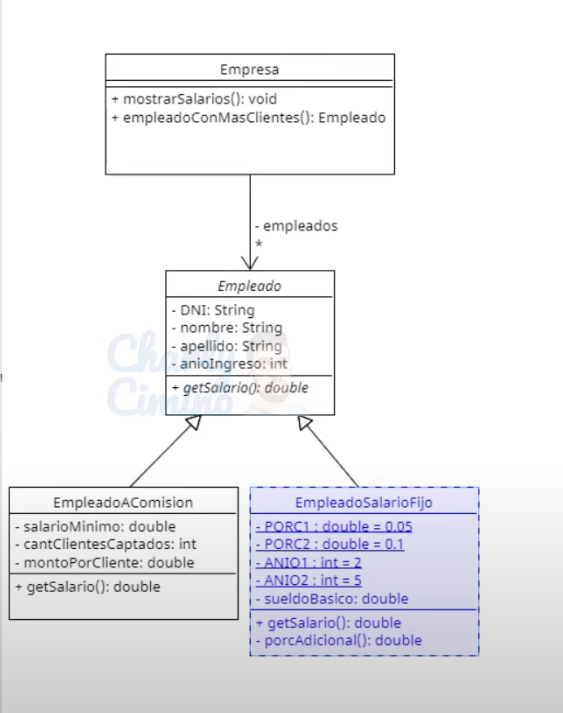 Empresa
+ mostrarSalarios(): void
+ empleadoConMasClientes(): Empleado
- empleados
*
Empleado
- DNI: String
- nombre: String
- apellido: String
- anioIngreso: int
+ getSalario(): double
Charly
Cimino
EmpleadoAComision
- salarioMinimo: double
- cantClientesCaptados: int
- montoPorCliente: double
+ getSalario(): double
EmpleadoSalarioFijo
- PORC1 : double = 0.05
- PORC2 : double = 0.1
- ANIO1 : int = 2
- ANIO2 : int = 5
- sueldoBasico: double
+ getSalario(): double
- porcAdicional(): double